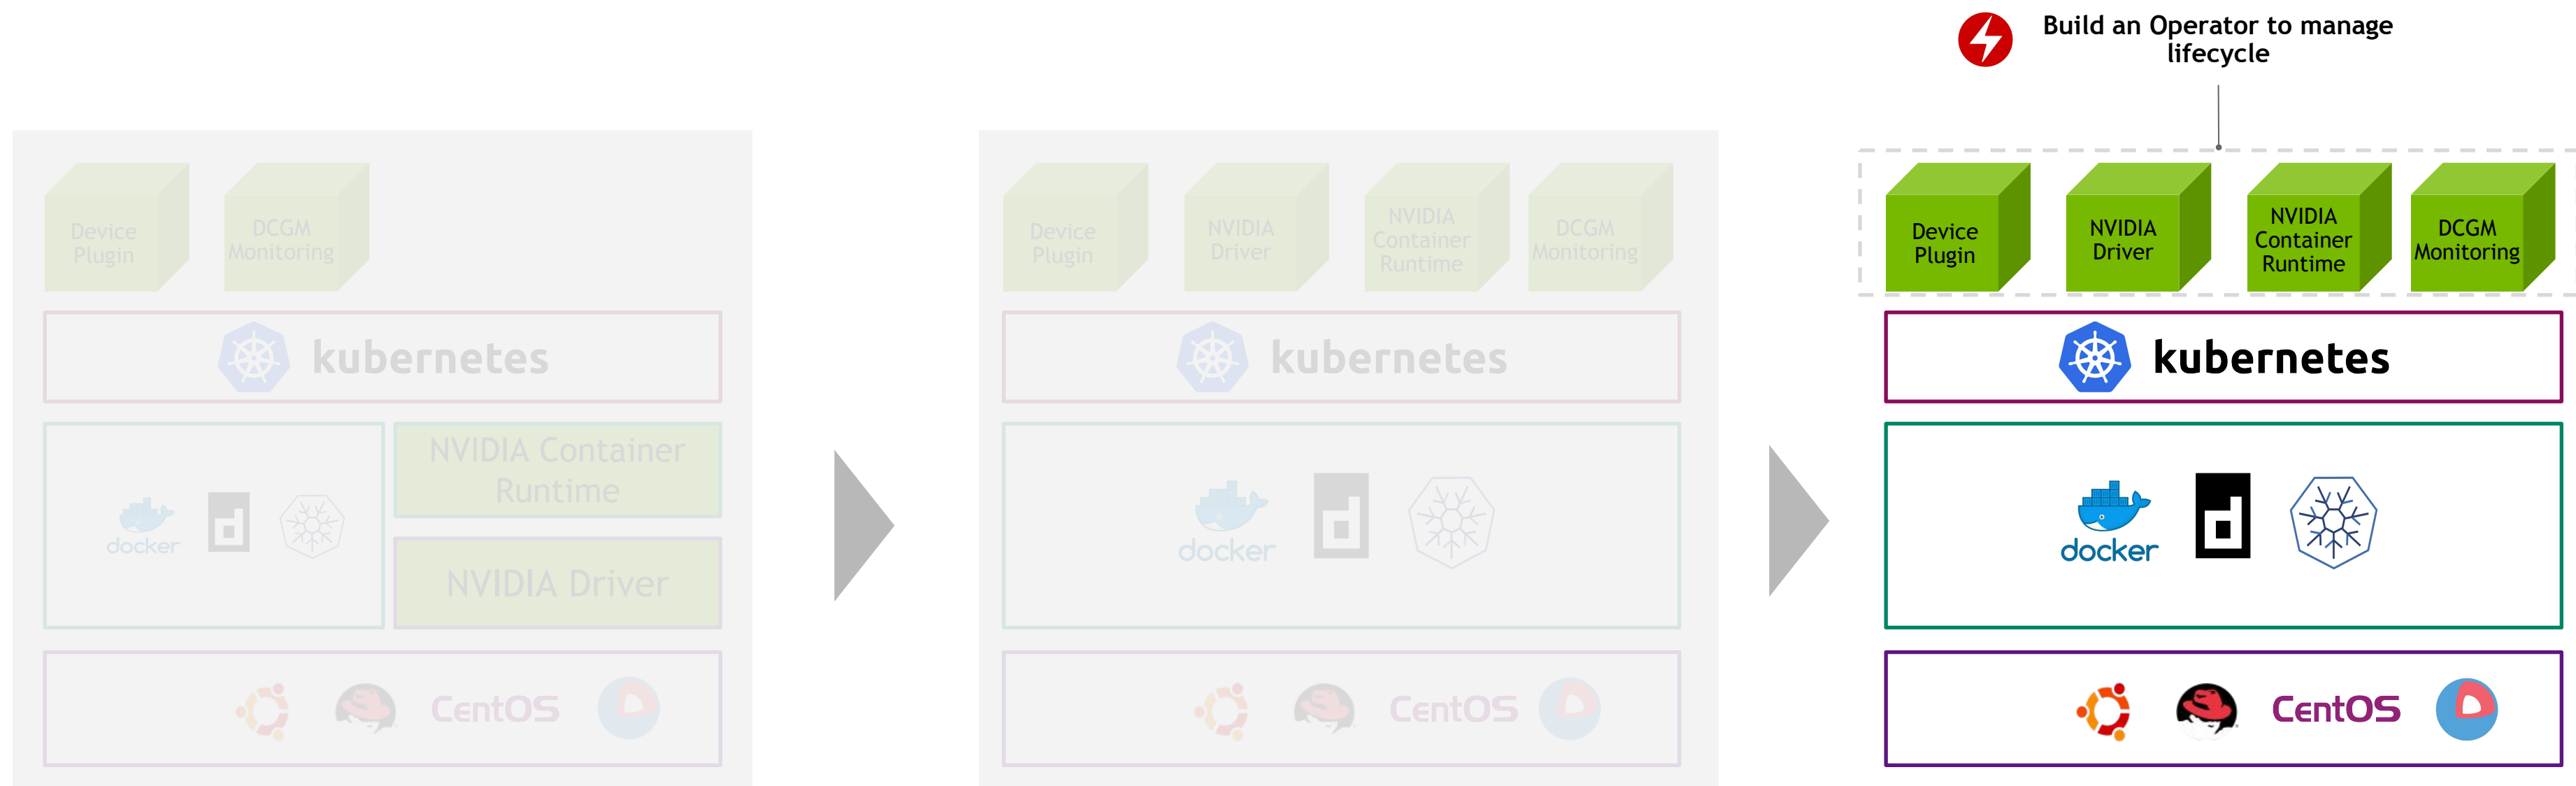 Build an Operator to manage
lifecycle
Device
Plugin
DCGM
Monitoring
kubernetes
docker
d
NVIDIA Container
Runtime
NVIDIA Driver
CentOS
Device
Plugin
NVIDIA
Driver
NVIDIA
Container
Runtime
DCGM
Monitoring
kubernetes
docker
d
CentOS
Device
Plugin
NVIDIA
Driver
NVIDIA
Container
Runtime
DCGM
Monitoring
kubernetes
docker
d
CentOS